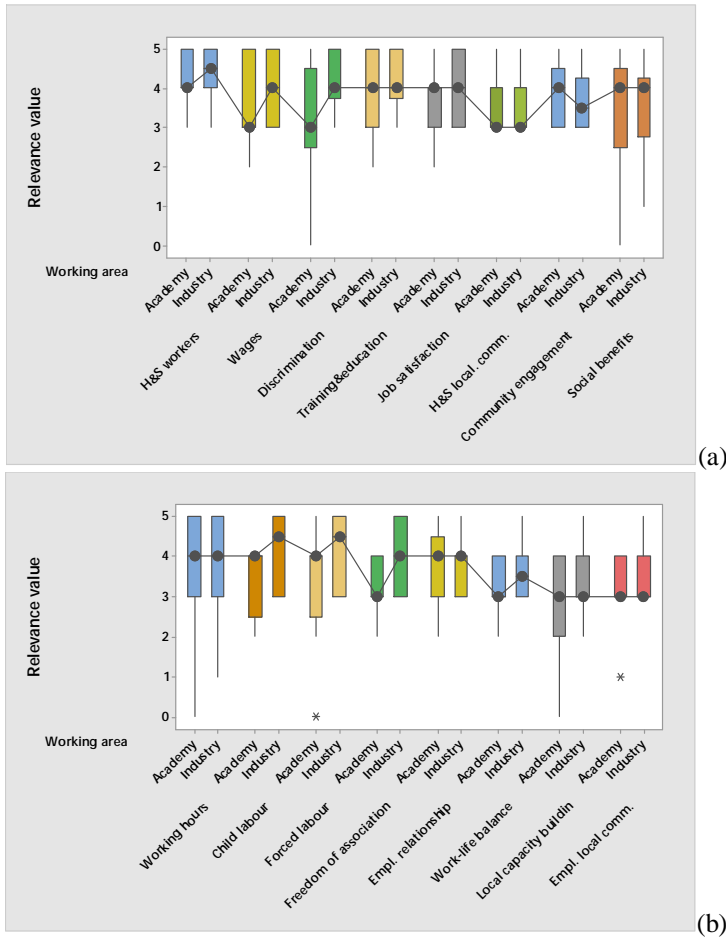 5
4
3
2
1
0
Relevance value
Working area
Academy Industry Academy Industry Academy Industry Academy Industry Academy Industry Academy Industry Academy Industry Academy Industry
H&S workers
Wages
Discrimination
Training&education
Job satisfaction
H&S local. comm.
Community engagement
Social benefits
(a)
5
4
3
2
1
0
Relevance value
Working area
Academy Industry Academy Industry Academy Industry Academy Industry Academy Industry Academy Industry Academy Industry Academy Industry
Working hours
Child labour
Forced labour
Freedom of association
Empl. relationship
Work-life balance
Local capacity buildin
Empl. local comm.
(b)